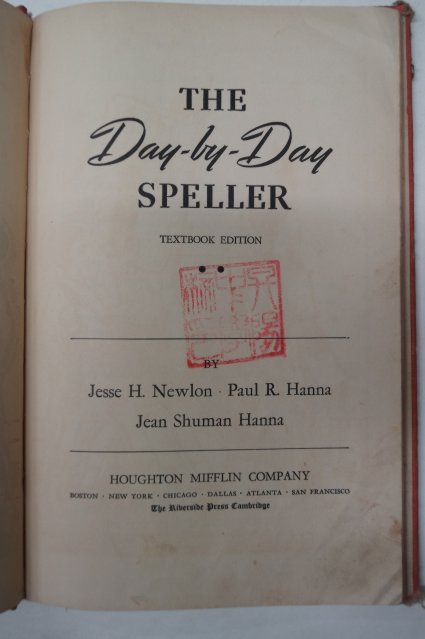 THE
Day-by-Day
SPELLER
TEXTBOOK EDITION
BY
Jesse H. Newlon · Paul R. Hanna
Jean Shuman Hanna
HOUGHTON MIFFLIN COMPANY
BOSTON · NEW YORK · CHICAGO · DALLAS · ATLANTA · SAN FRANCISCO
The Riverside Press Cambridge